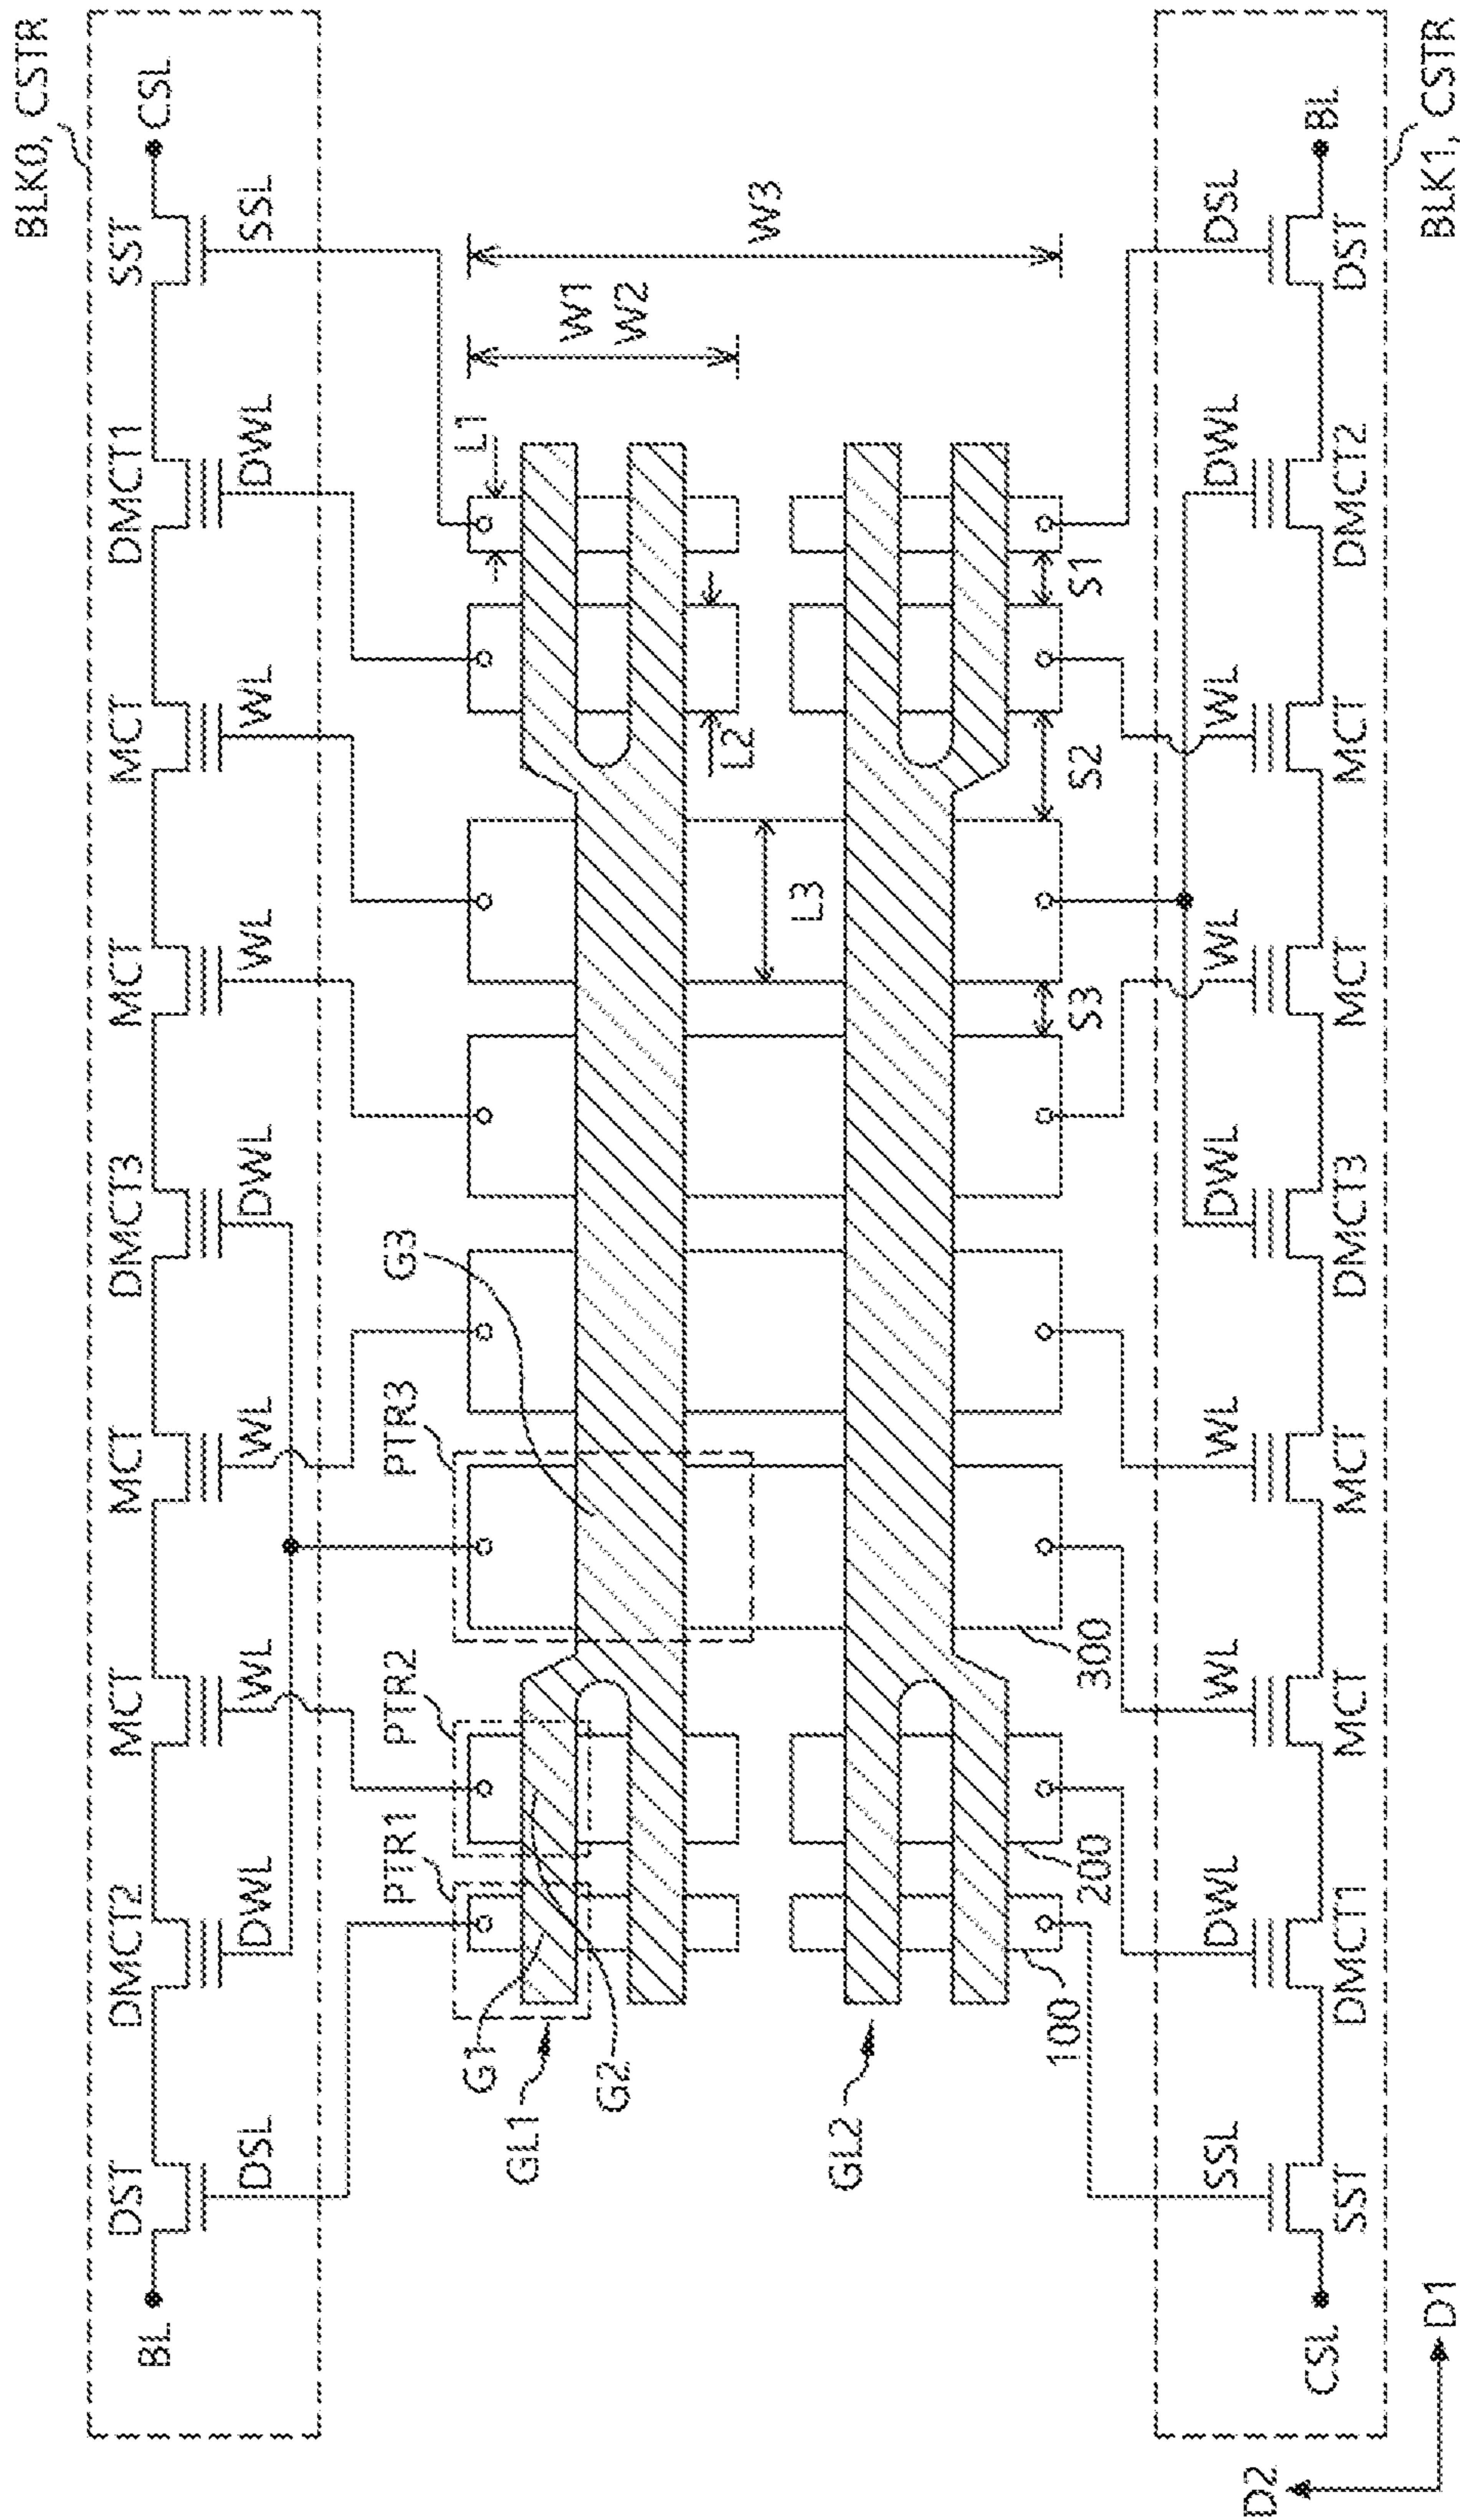 BLK0, CSTR
BL
DST
DMCT2
MCT
MCT
DMCT3
MCT
MCT
DMCT1
SST
CSL
DSL
DWL
WL
WL
DWL
WL
WL
DWL
SSL
PTR1
PTR2
PTR3
G3
L1
W1
W2
W3
G1
GL1
G2
L2
L3
GL2
100
200
300
S3
S2
S1
SSL
DWL
WL
WL
DWL
WL
WL
DWL
DSL
CSL
SST
DMCT1
MCT
MCT
DMCT3
MCT
MCT
DMCT2
DST
BL
BLK1, CSTR
D2
D1